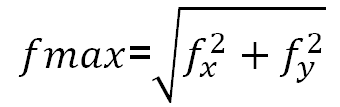 fmax=√(f_x^2 + f_y^2)